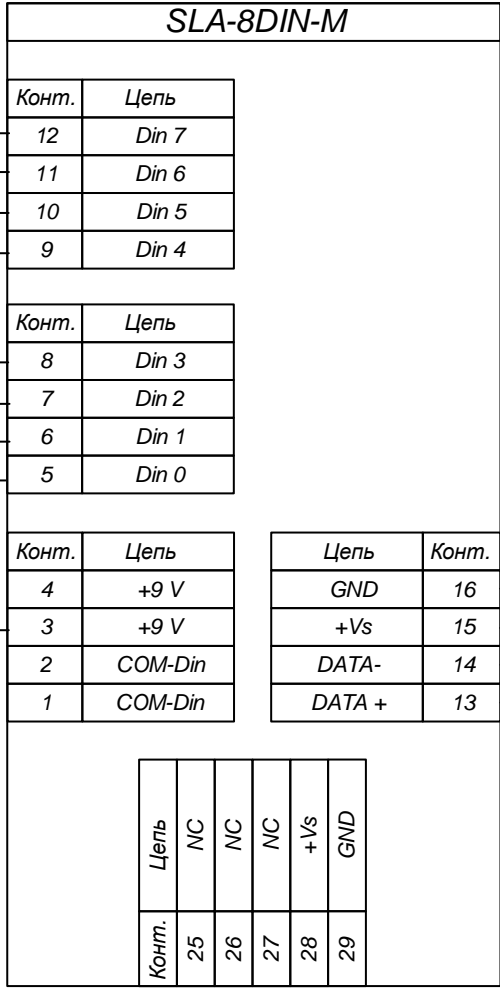 SLA-8DIN-M
Конт. Цепь
12 Din 7
11 Din 6
10 Din 5
9 Din 4
Конт. Цепь
8 Din 3
7 Din 2
6 Din 1
5 Din 0
Конт. Цепь
4 +9 V
3 +9 V
2 COM-Din
1 COM-Din
Цепь Конт.
GND 16
+Vs 15
DATA- 14
DATA + 13
Конт. Цепь
25 NC
26 NC
27 NC
28 +Vs
29 GND